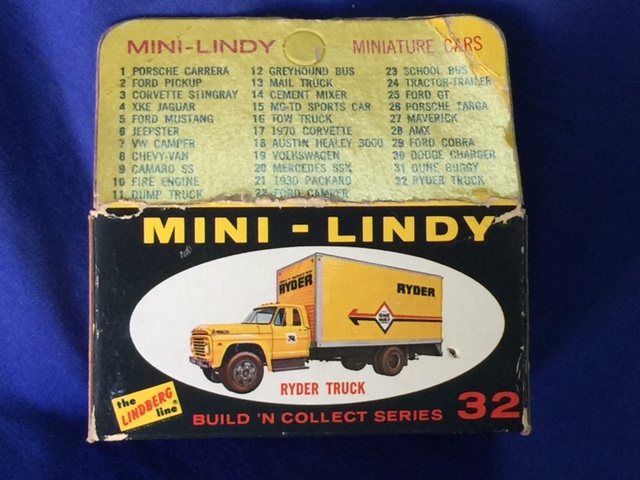 MINI-LINDY MINIATURE CARS
1 PORSCHE CARRERA
2 FORD PICKUP
3 CORVETTE STINGRAY
4 XKE JAGUAR
5 FORD MUSTANG
6 JEEPSTER
7 VW CAMPER
8 CHEVY-VAN
9 CAMARO SS
10 FIRE ENGINE
11 DUMP TRUCK
12 GREYHOUND BUS
13 MAIL TRUCK
14 CEMENT MIXER
15 MG-TD SPORTS CAR
16 TOW TRUCK
17 1970 CORVETTE
18 AUSTIN HEALEY 3000
19 VOLKSWAGEN
20 MERCEDES SSK
21 1930 PACKARD
22 FORD CAMPER
23 SCHOOL BUS
24 TRACTOR-TRAILER
25 FORD GT
26 PORSCHE TARGA
27 MAVERICK
28 AMX
29 FORD COBRA
30 DODGE CHARGER
31 DUNE BUGGY
32 RYDER TRUCK
MINI - LINDY
RYDER
RYDER
ONE WAY
RYDER TRUCK
the
LINDBERG
line
BUILD 'N COLLECT SERIES 32